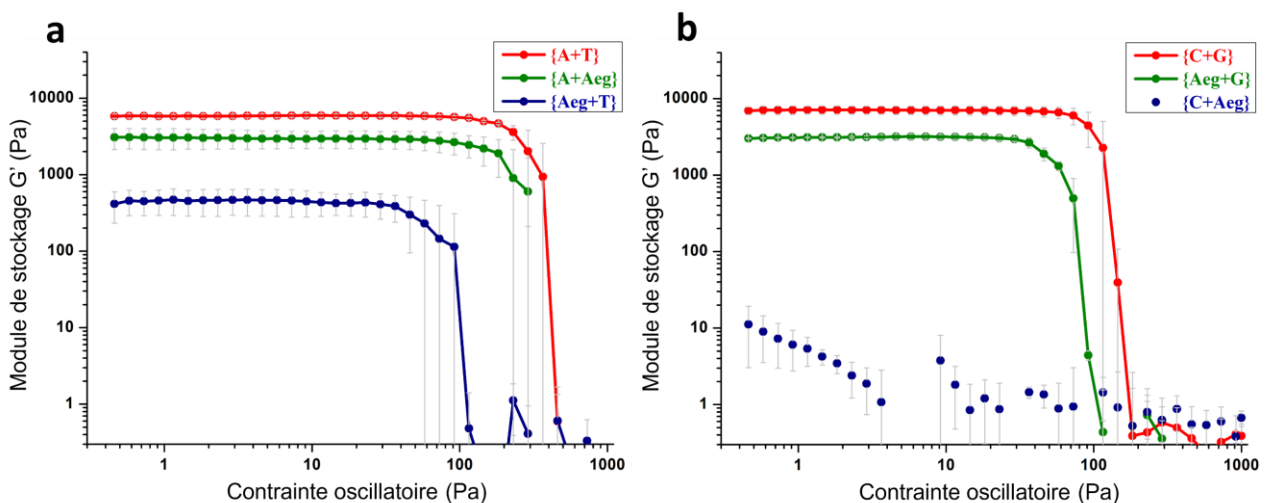 a
{A+T}
{A+Aeg}
{Aeg+T}
10000
1000
100
10
1
Module de stockage G' (Pa)
1
10
100
1000
Contrainte oscillatoire (Pa)
b
{C+G}
{Aeg+G}
{C+Aeg}
10000
1000
100
10
1
Module de stockage G' (Pa)
1
10
100
1000
Contrainte oscillatoire (Pa)